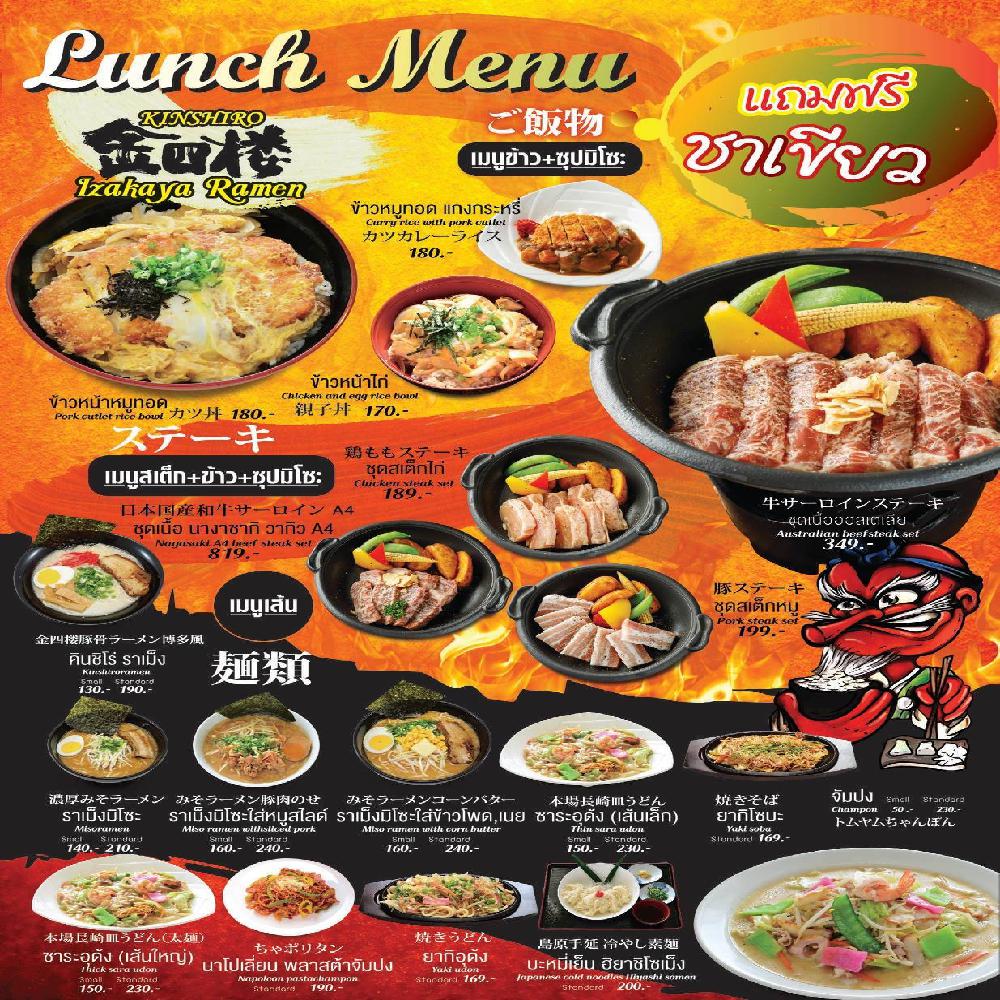 Lunch Menu
KINSHIRO
金四楼
Izakaya Ramen
ご飯物
เมนูข้าว+ซุปมิโซะ
แถมฟรี
ชาเขียว
ข้าวหมูทอด แกงกระหรี่
Curry rice with pork cutlet
カツカレーライス
180.-
ข้าวหน้าหมูทอด
Pork cutlet rice bowl カツ丼 180.-
ข้าวหน้าไก่
Chicken and egg rice bowl
親子丼 170.-
ステーキ
เมนูสเต็ก+ข้าว+ซุปมิโซะ
鶏ももステーキ
ชุดสเต็กไก่
Chicken steak set
189.-
日本国産和牛サーロイン A4
ชุดเนื้อ นางาซากิ วากิว A4
Nagasaki A4 beef steak set
819.-
牛サーロインステーキ
ชุดเนื้อออสเตเลีย
Australian beefsteak set
349.-
豚ステーキ
ชุดสเต็กหมู
Pork steak set
199.-
เมนูเส้น
麺類
金四楼豚骨ラーメン博多風
คินชิโร่ ราเม็ง
Kinshiroramen
Small Standard
130.- 190.-
濃厚みそラーメン
ราเม็งมิโซะ
Misoramen
Small Standard
140.- 210.-
みそラーメン豚肉のせ
ราเม็งมิโซะใส่หมูสไลด์
Miso ramen withsliced pork
Small Standard
160.- 240.-
みそラーメンコーンバター
ราเม็งมิโซะใส่ข้าวโพด,เนย
Miso ramen with corn butter
Small Standard
160.- 240.-
本場長崎皿うどん
ซาระอุด้ง (เส้นเล็ก)
Thin sara udon
Small Standard
150.- 230.-
焼きそば
ยากิโซบะ
Yaki soba
Standard 169.-
จัมปง Small Standard
Champon 50.- 230.-
トムヤムちゃんぽん
本場長崎皿うどん(太麺)
ซาระอุด้ง (เส้นใหญ่)
Thick sara udon
Small Standard
150.- 230.-
ちゃポリタン
นาโปเลี่ยน พลาสต้าจัมปง
Napoloan pastachampon
Standard 190.-
焼きうどん
ยากิอุด้ง
Yaki udon
Standard 169.-
島原手延 冷やし素麺
บะหมี่เย็น ฮิยาชิโซเม็ง
Japanese cold noodles Hiyashi somen
Standard 200.-